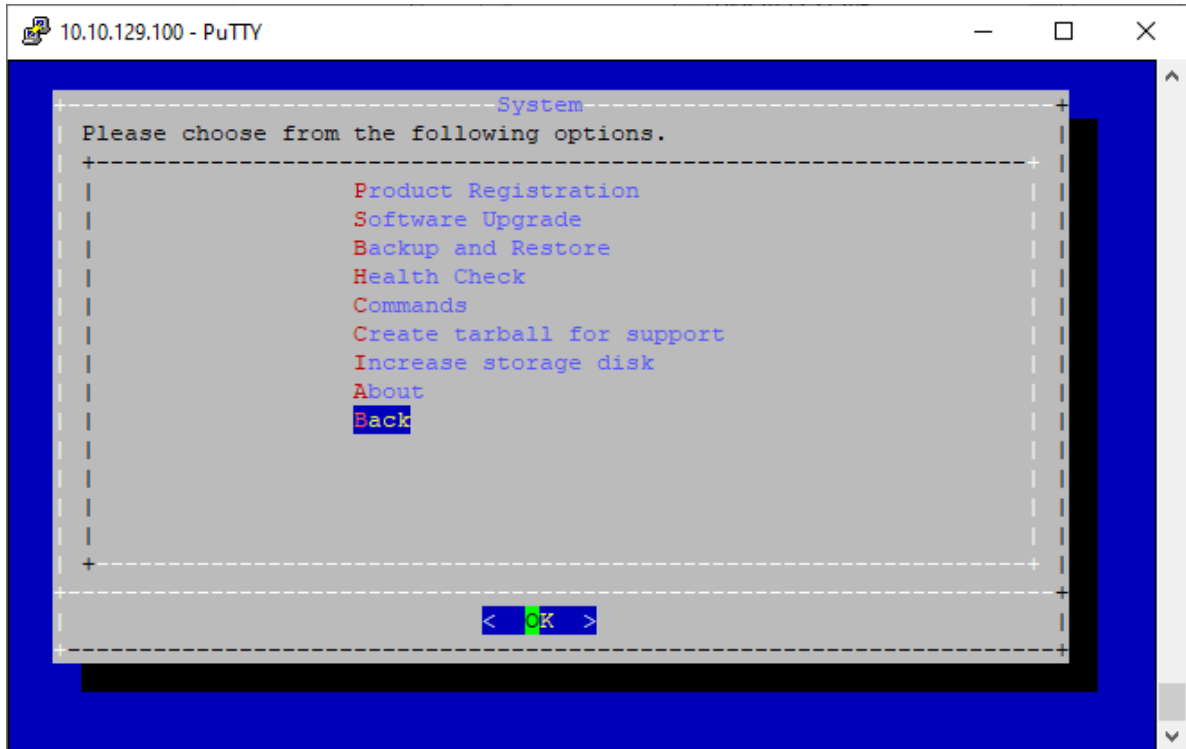 10.10.129.100 - PuTTY
System
Please choose from the following options.
Product Registration
Software Upgrade
Backup and Restore
Health Check
Commands
Create tarball for support
Increase storage disk
About
Back
< OK >